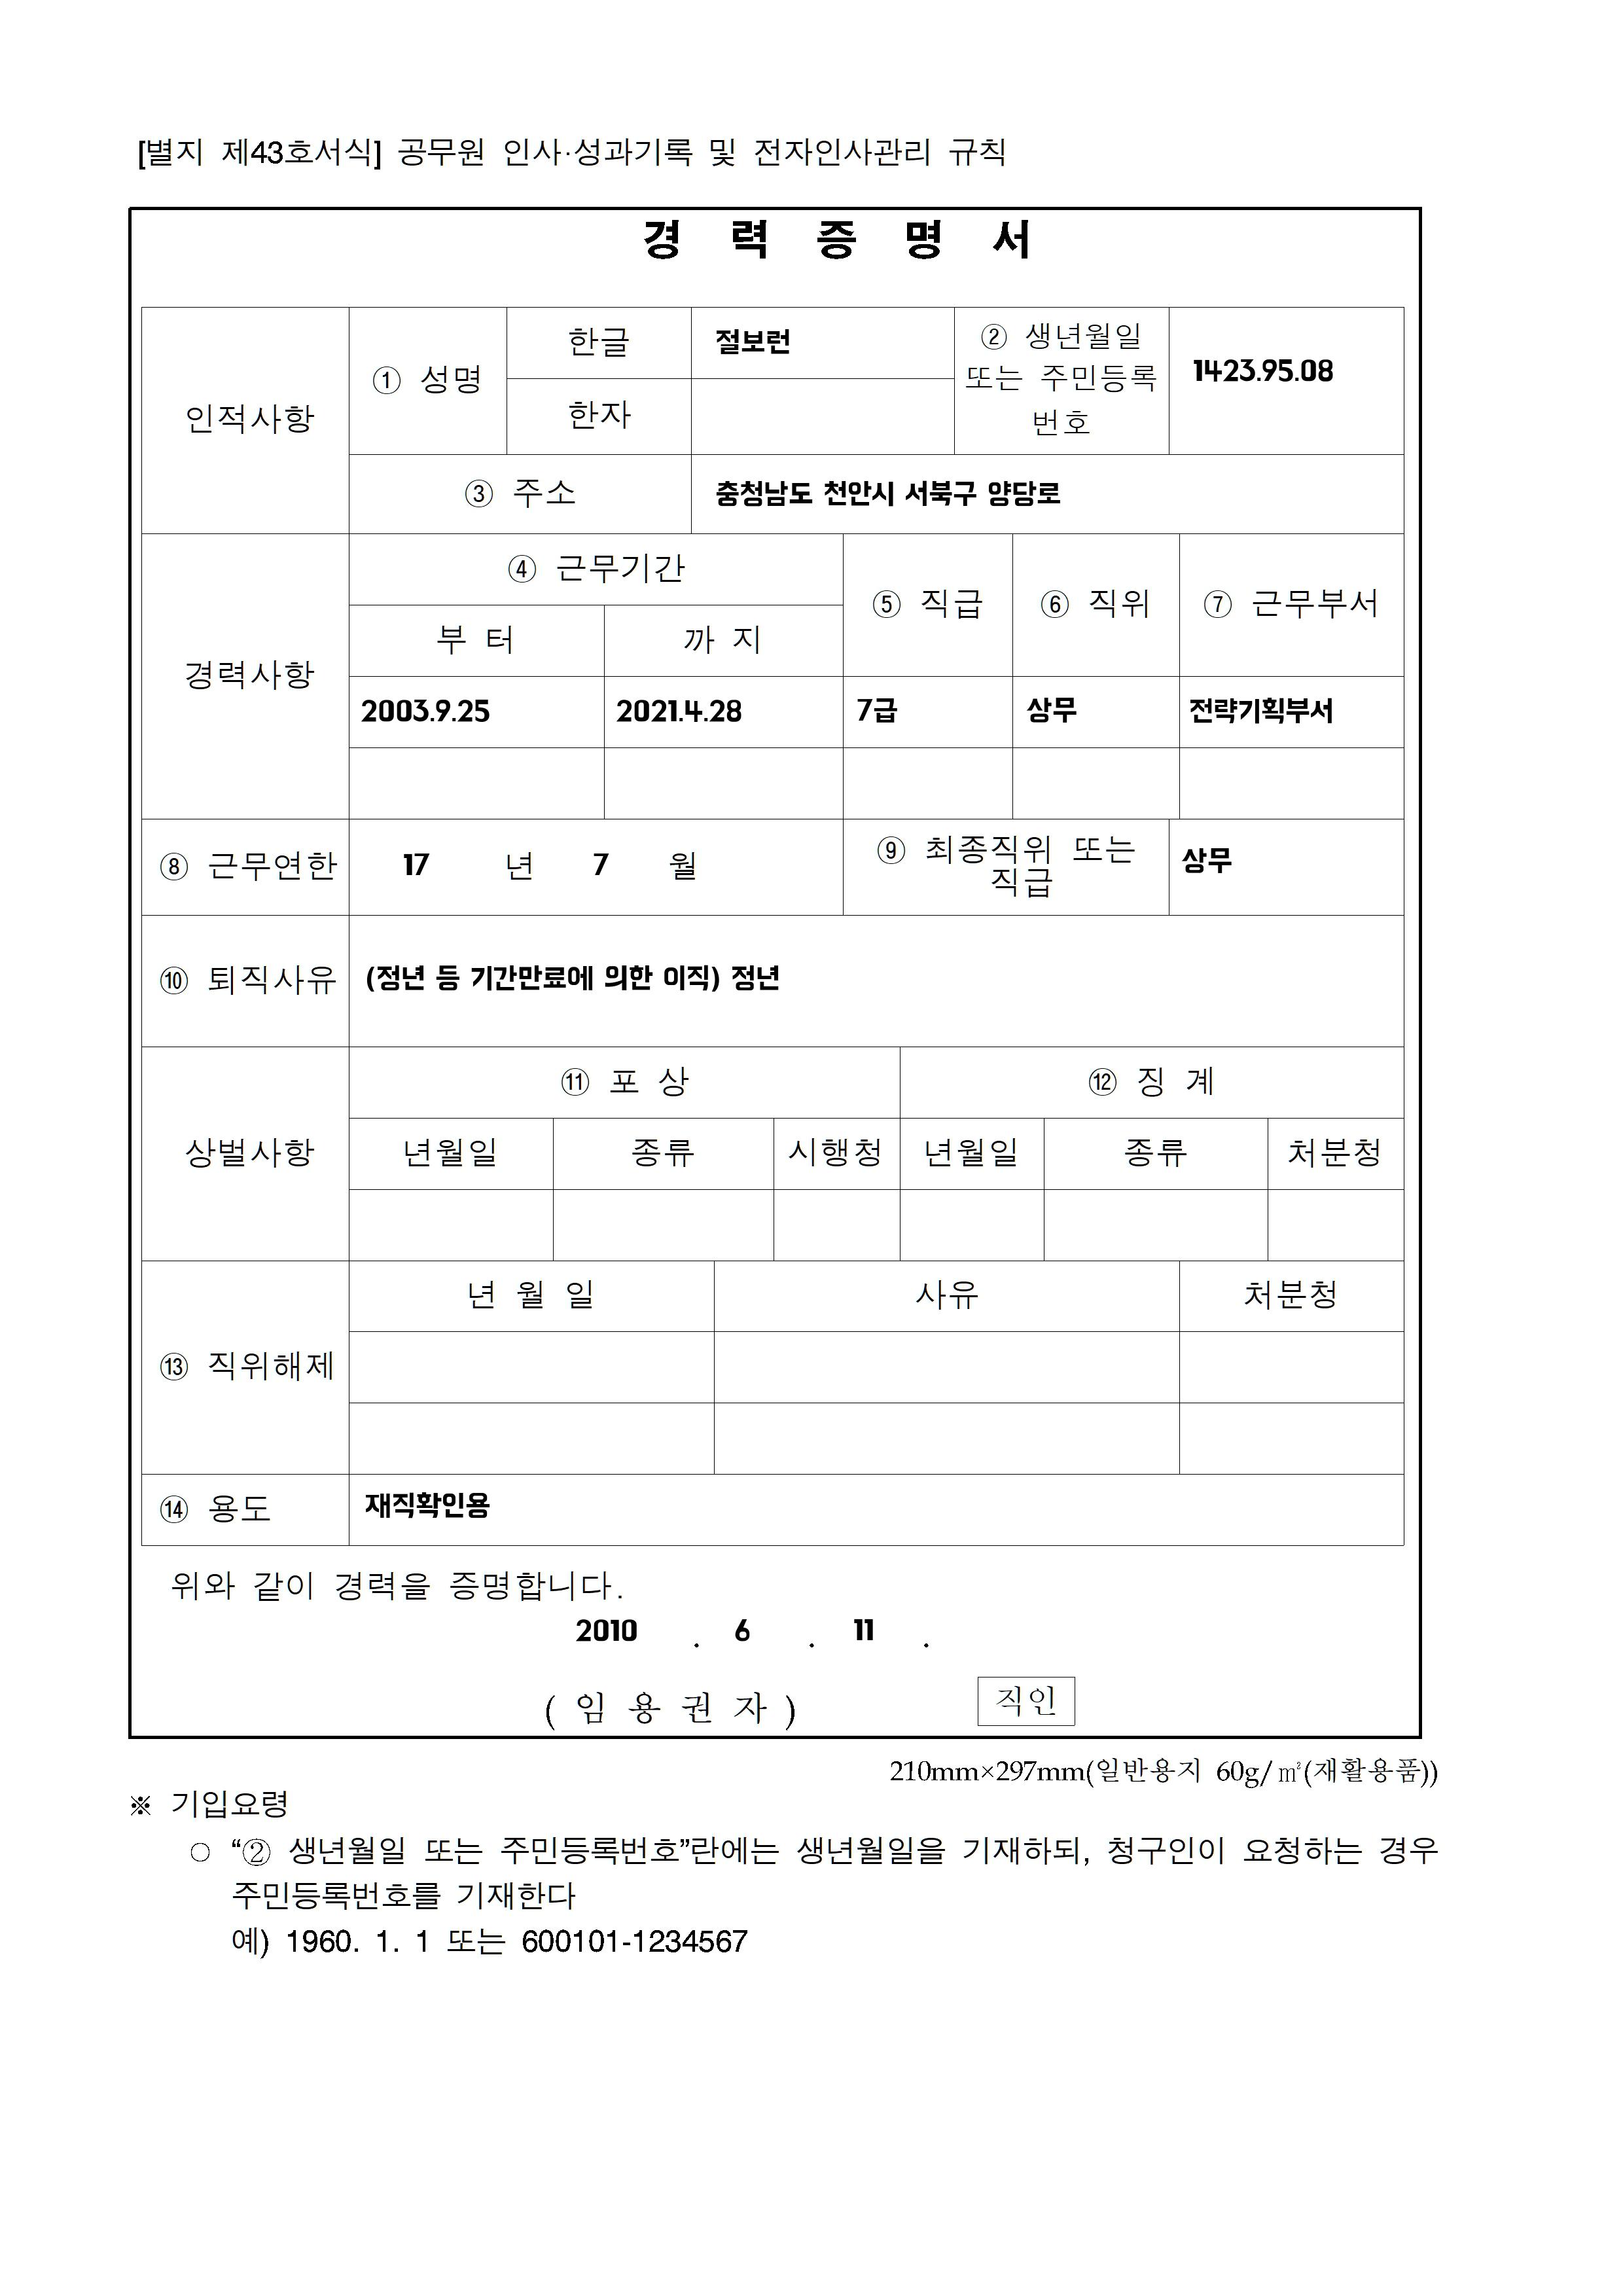 [별지 제43호서식] 공무원 인사·성과기록 및 전자인사관리 규칙
경 력 증 명 서
인적사항
① 성명
한글
절보런
② 생년월일
또는 주민등록
번호
1423.95.08
한자
③ 주소
충청남도 천안시 서북구 양당로
경력사항
④ 근무기간
⑤ 직급
⑥ 직위
⑦ 근무부서
부 터
까 지
2003.9.25
2021.4.28
7급
상무
전략기획부서
⑧ 근무연한
17 년 7 월
⑨ 최종직위 또는
직급
상무
⑩ 퇴직사유
(정년 등 기간만료에 의한 이직) 정년
상벌사항
⑪ 포 상
⑫ 징 계
년월일
종류
시행청
년월일
종류
처분청
⑬ 직위해제
년 월 일
사유
처분청
⑭ 용도
재직확인용
위와 같이 경력을 증명합니다.
2010 . 6 . 11 .
( 임 용 권 자 )
직인
210mm×297mm(일반용지 60g/㎡(재활용품))
※ 기입요령
○ “② 생년월일 또는 주민등록번호”란에는 생년월일을 기재하되, 청구인이 요청하는 경우
주민등록번호를 기재한다
예) 1960. 1. 1 또는 600101-1234567